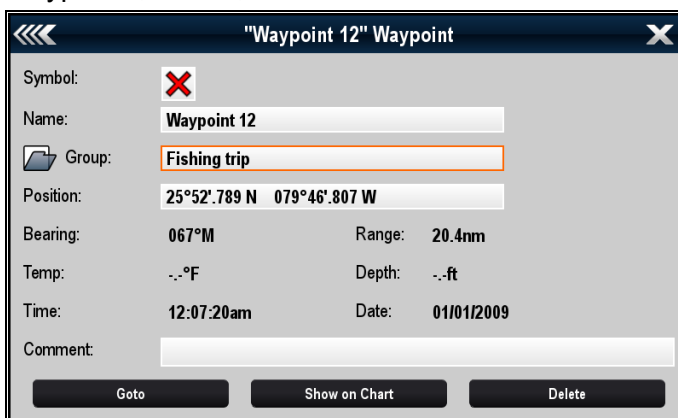 "Waypoint 12" Waypoint
Symbol:
Name: Waypoint 12
Group: Fishing trip
Position: 25°52'.789 N 079°46'.807 W
Bearing: 067°M Range: 20.4nm
Temp: -.-°F Depth: -.-ft
Time: 12:07:20am Date: 01/01/2009
Comment:
Goto Show on Chart Delete